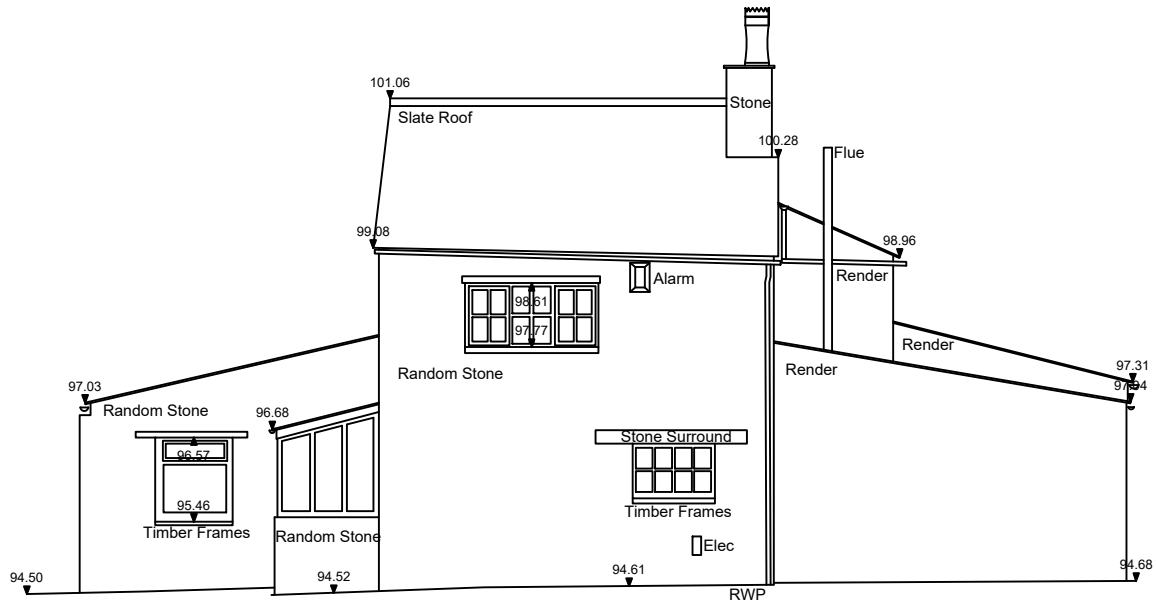 101.06
Stone
Slate Roof
100.28
Flue
99.08
98.96
Alarm
Render
98.61
97.77
Render
Random Stone
Render
97.31
97.03
97.04
Random Stone
96.68
Stone Surround
96.57
95.46
Timber Frames
Timber Frames
Random Stone
Elec
94.50
94.52
94.61
94.68
RWP